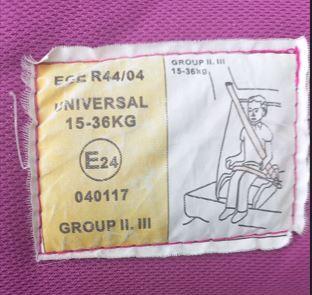 ECE R44/04
UNIVERSAL
15-36KG
E24
040117
GROUP II. III
GROUP II. III
15-36kg